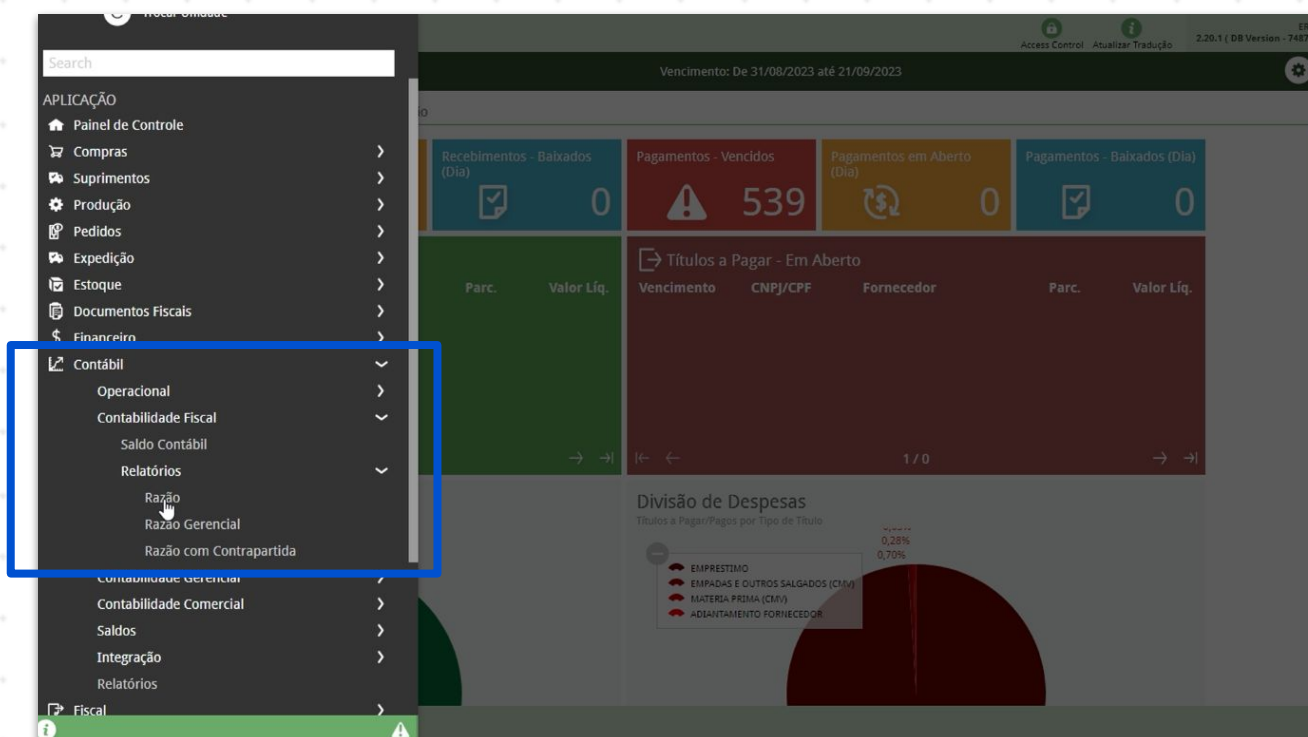 Trocar Unidade
Access Control
Atualizar Tradução
2.20.1 ( DB Version - 7487
Search
Vencimento: De 31/08/2023 até 21/09/2023
APLICAÇÃO
Painel de Controle
Compras
Suprimentos
Produção
Pedidos
Expedição
Estoque
Documentos Fiscais
Financeiro
Contábil
Operacional
Contabilidade Fiscal
Saldo Contábil
Relatórios
Razão
Razão Gerencial
Razão com Contrapartida
Contabilidade Gerencial
Contabilidade Comercial
Saldos
Integração
Relatórios
Fiscal
Recebimentos - Baixados
(Dia)
0
Pagamentos - Vencidos
539
Pagamentos em Aberto
(Dia)
0
Pagamentos - Baixados (Dia)
0
Parc. Valor Líq.
Títulos a Pagar - Em Aberto
Vencimento CNPJ/CPF Fornecedor Parc. Valor Líq.
1 / 0
Divisão de Despesas
Títulos a Pagar/Pagos por Tipo de Título
0,28%
0,70%
EMPRESTIMO
EMPADAS E OUTROS SALGADOS (CMV)
MATERIA PRIMA (CMV)
ADIANTAMENTO FORNECEDOR